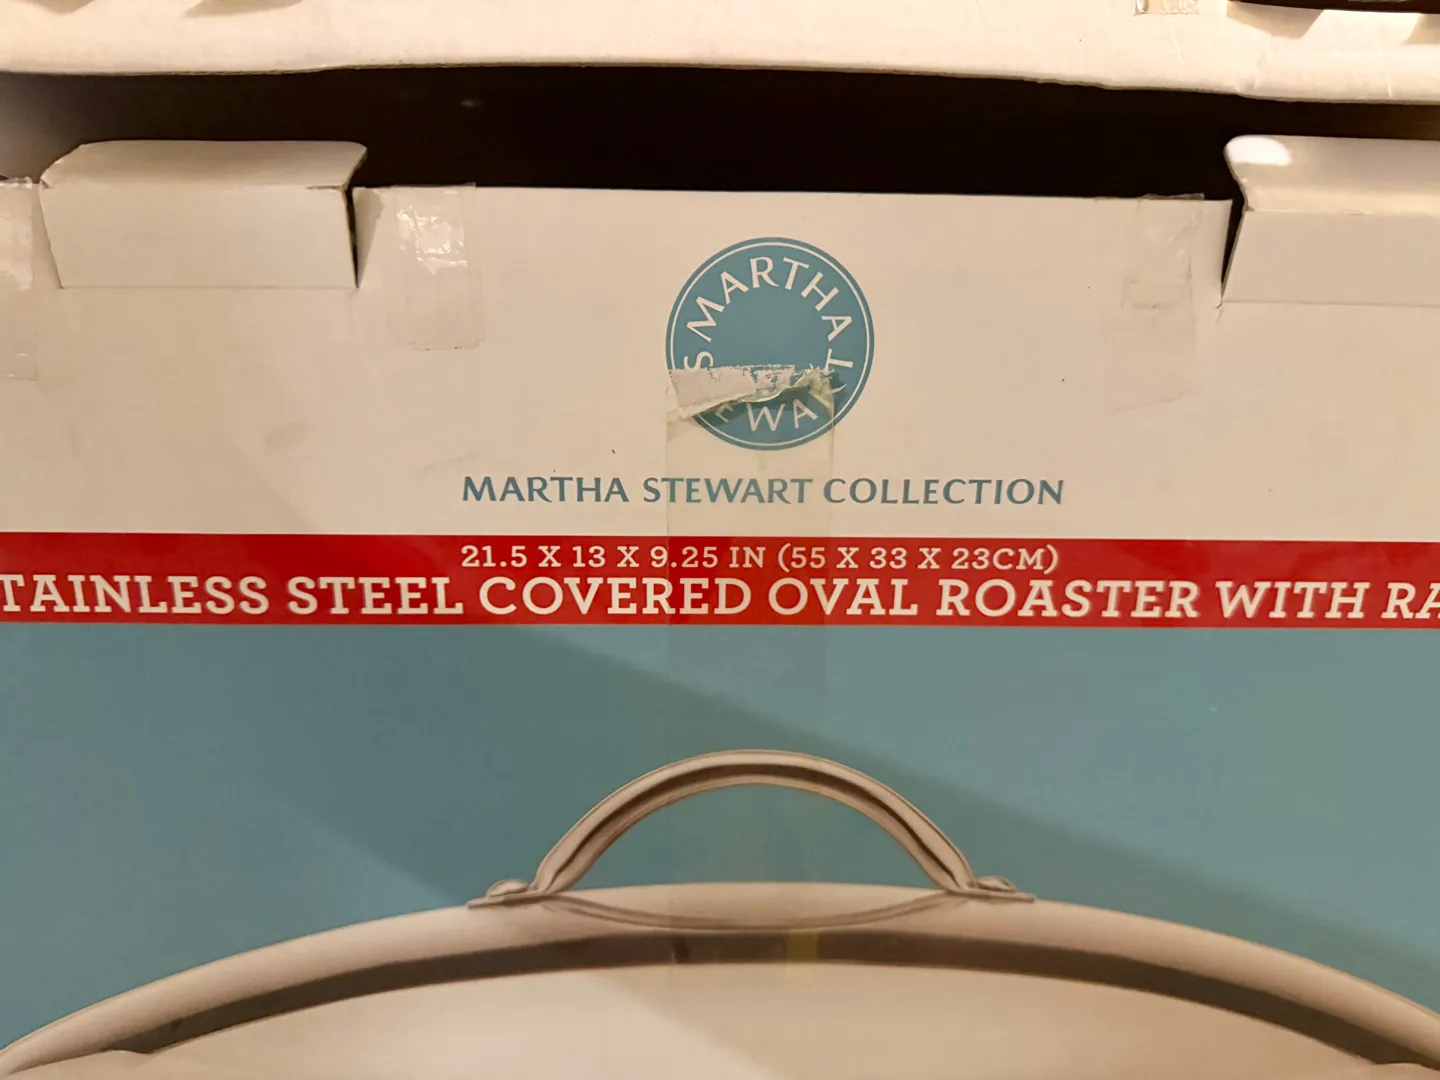 MARTHA
WA
MARTHA STEWART COLLECTION
21.5 X 13 X 9.25 IN (55 X 33 X 23CM)
TAINLESS STEEL COVERED OVAL ROASTER WITH RA